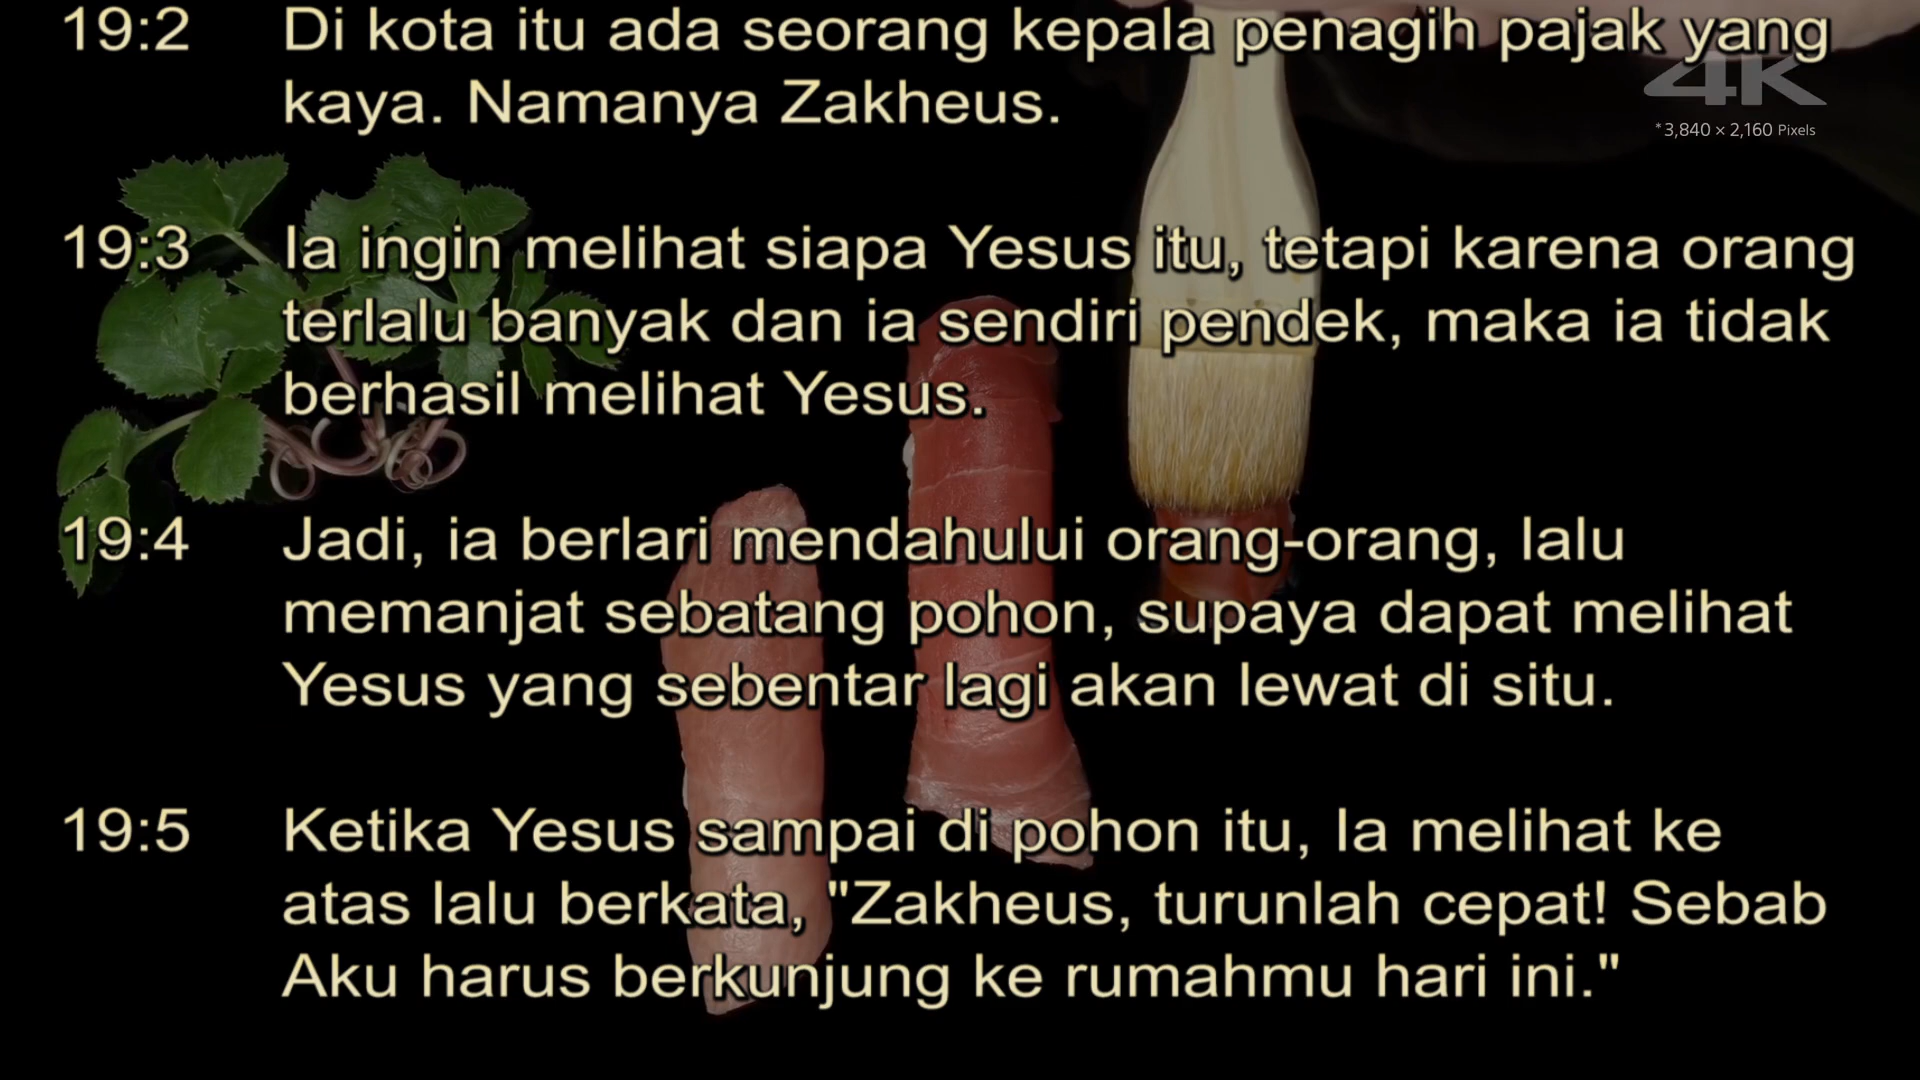 19:2 Di kota itu ada seorang kepala penagih pajak yang
kaya. Namanya Zakheus.
4K
*3,840 × 2,160 Pixels
19:3 Ia ingin melihat siapa Yesus itu, tetapi karena orang
terlalu banyak dan ia sendiri pendek, maka ia tidak
berhasil melihat Yesus.
19:4 Jadi, ia berlari mendahului orang-orang, lalu
memanjat sebatang pohon, supaya dapat melihat
Yesus yang sebentar lagi akan lewat di situ.
19:5 Ketika Yesus sampai di pohon itu, Ia melihat ke
atas lalu berkata, "Zakheus, turunlah cepat! Sebab
Aku harus berkunjung ke rumahmu hari ini."